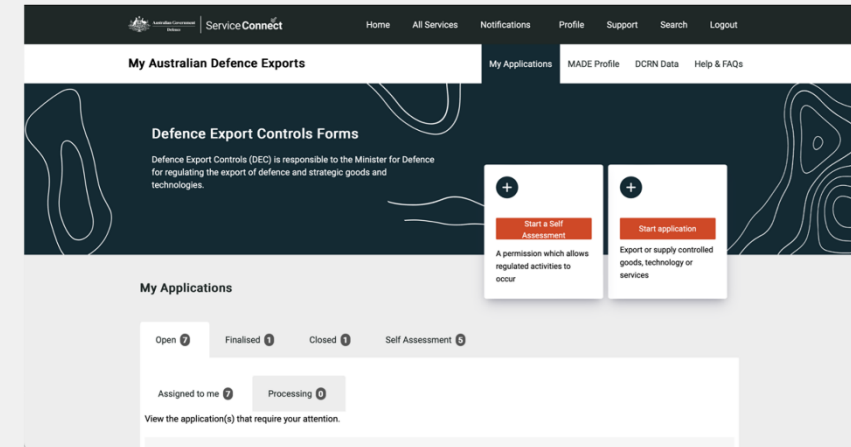 Australian Government
Defence
ServiceConnect
Home All Services Notifications Profile Support Search Logout
My Australian Defence Exports
My Applications MADE Profile DCRN Data Help & FAQs
Defence Export Controls Forms
Defence Export Controls (DEC) is responsible to the Minister for Defence
for regulating the export of defence and strategic goods and
technologies.
Start a Self
Assessment
A permission which allows
regulated activities to
occur
Start application
Export or supply controlled
goods, technology or
services
My Applications
Open 7 Finalised 1 Closed 1 Self Assessment 5
Assigned to me 7 Processing 0
View the application(s) that require your attention.